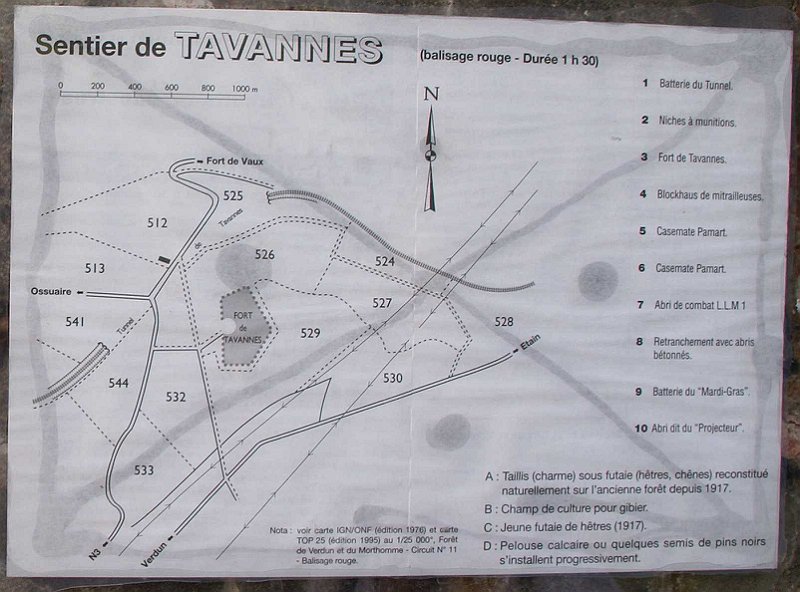 Sentier de TAVANNES
(balisage rouge - Durée 1 h 30)
0 200 400 600 800 1000 m
N
1 Batterie du Tunnel.
2 Niches à munitions.
3 Fort de Tavannes.
4 Blockhaus de mitrailleuses.
5 Casemate Pamart.
6 Casemate Pamart.
7 Abri de combat L.L.M 1
8 Retranchement avec abris
bétonnés.
9 Batterie du "Mardi-Gras".
10 Abri dit du "Projecteur".
Fort de Vaux
525
512
Tavannes
de
526
513
524
Ossuaire
527
541
Tunnel
FORT
de
TAVANNES
529
528
Etain
544
532
530
533
N3
Verdun
A : Taillis (charme) sous futaie (hêtres, chênes) reconstitué
naturellement sur l'ancienne forêt depuis 1917.
B : Champ de culture pour gibier.
C : Jeune futaie de hêtres (1917).
D : Pelouse calcaire ou quelques semis de pins noirs
s'installent progressivement.
Nota : voir carte IGN/ONF (édition 1976) et carte
TOP 25 (édition 1995) au 1/25 000°, Forêt
de Verdun et du Morthomme - Circuit N° 11
- Balisage rouge.